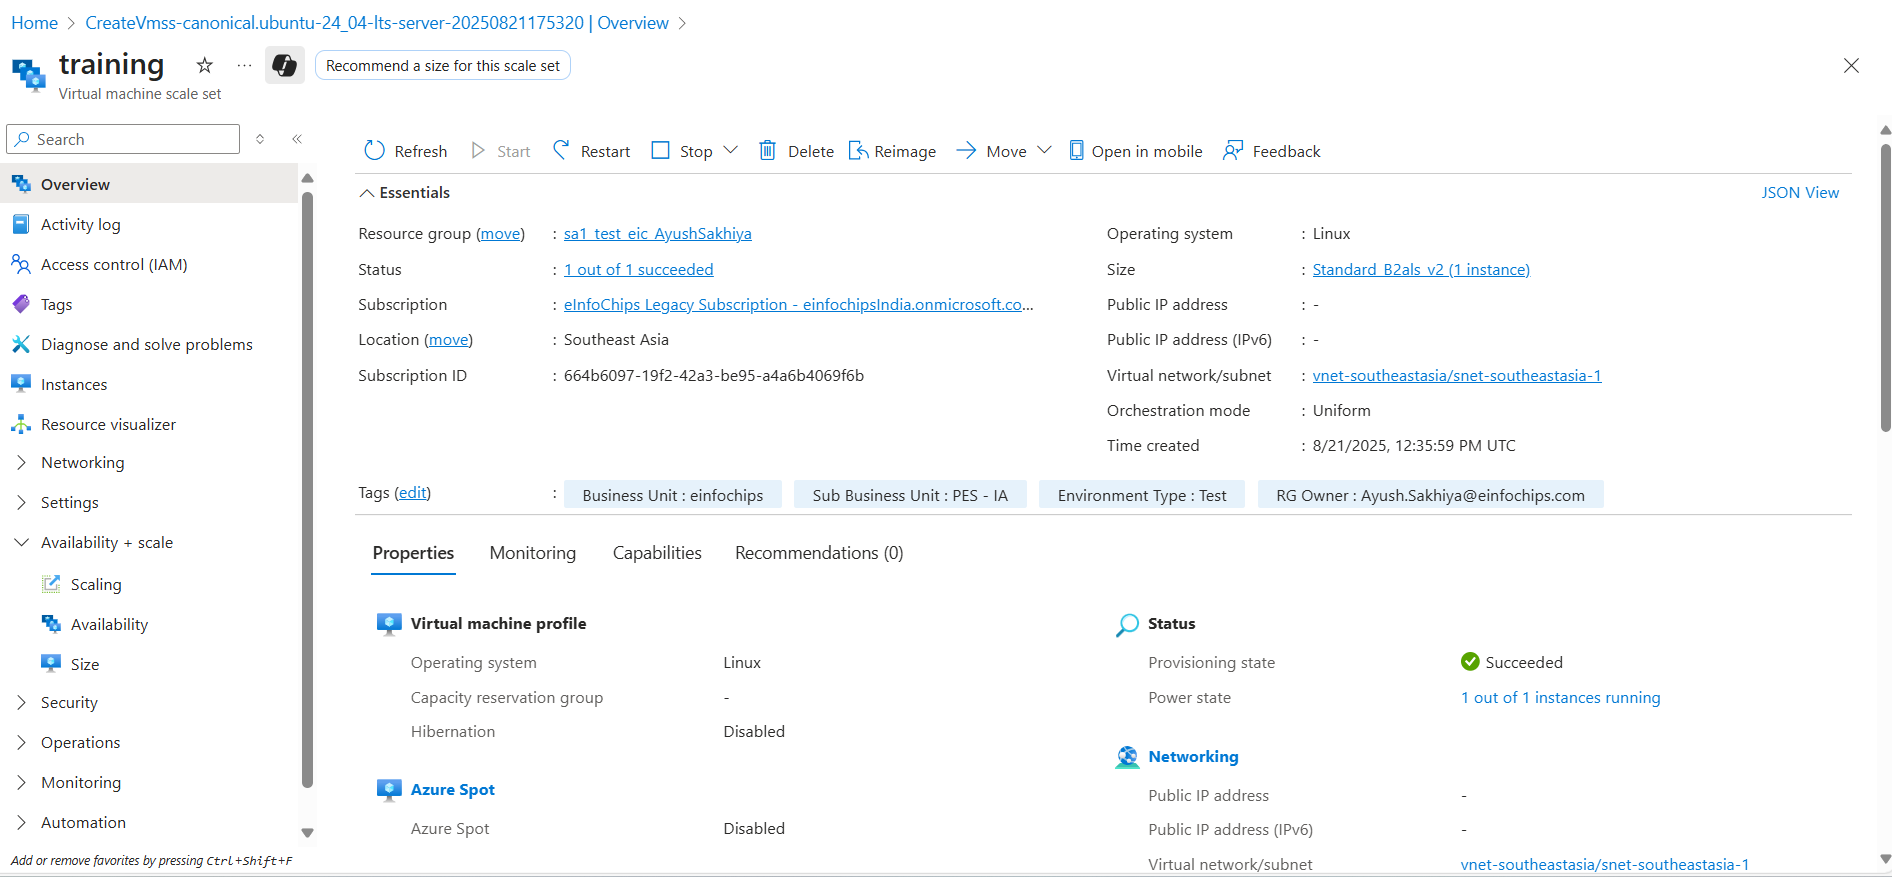 Home > CreateVmss-canonical.ubuntu-24_04-lts-server-20250821175320 | Overview >
training
Recommend a size for this scale set
Virtual machine scale set
Search
Overview
Activity log
Access control (IAM)
Tags
Diagnose and solve problems
Instances
Resource visualizer
Networking
Settings
Availability + scale
Scaling
Availability
Size
Security
Operations
Monitoring
Automation
Add or remove favorites by pressing Ctrl+Shift+F
Refresh Start Restart Stop Delete Reimage Move Open in mobile Feedback
Essentials JSON View
Resource group (move) : sa1_test_eic_AyushSakhiya
Status : 1 out of 1 succeeded
Subscription : eInfoChips Legacy Subscription - einfochipsIndia.onmicrosoft.co...
Location (move) : Southeast Asia
Subscription ID : 664b6097-19f2-42a3-be95-a4a6b4069f6b
Operating system : Linux
Size : Standard_B2als_v2 (1 instance)
Public IP address : -
Public IP address (IPv6) : -
Virtual network/subnet : vnet-southeastasia/snet-southeastasia-1
Orchestration mode : Uniform
Time created : 8/21/2025, 12:35:59 PM UTC
Tags (edit) : Business Unit : einfochips Sub Business Unit : PES - IA Environment Type : Test RG Owner : Ayush.Sakhiya@einfochips.com
Properties Monitoring Capabilities Recommendations (0)
Virtual machine profile
Operating system Linux
Capacity reservation group -
Hibernation Disabled
Azure Spot
Azure Spot Disabled
Status
Provisioning state Succeeded
Power state 1 out of 1 instances running
Networking
Public IP address -
Public IP address (IPv6) -
Virtual network/subnet vnet-southeastasia/snet-southeastasia-1